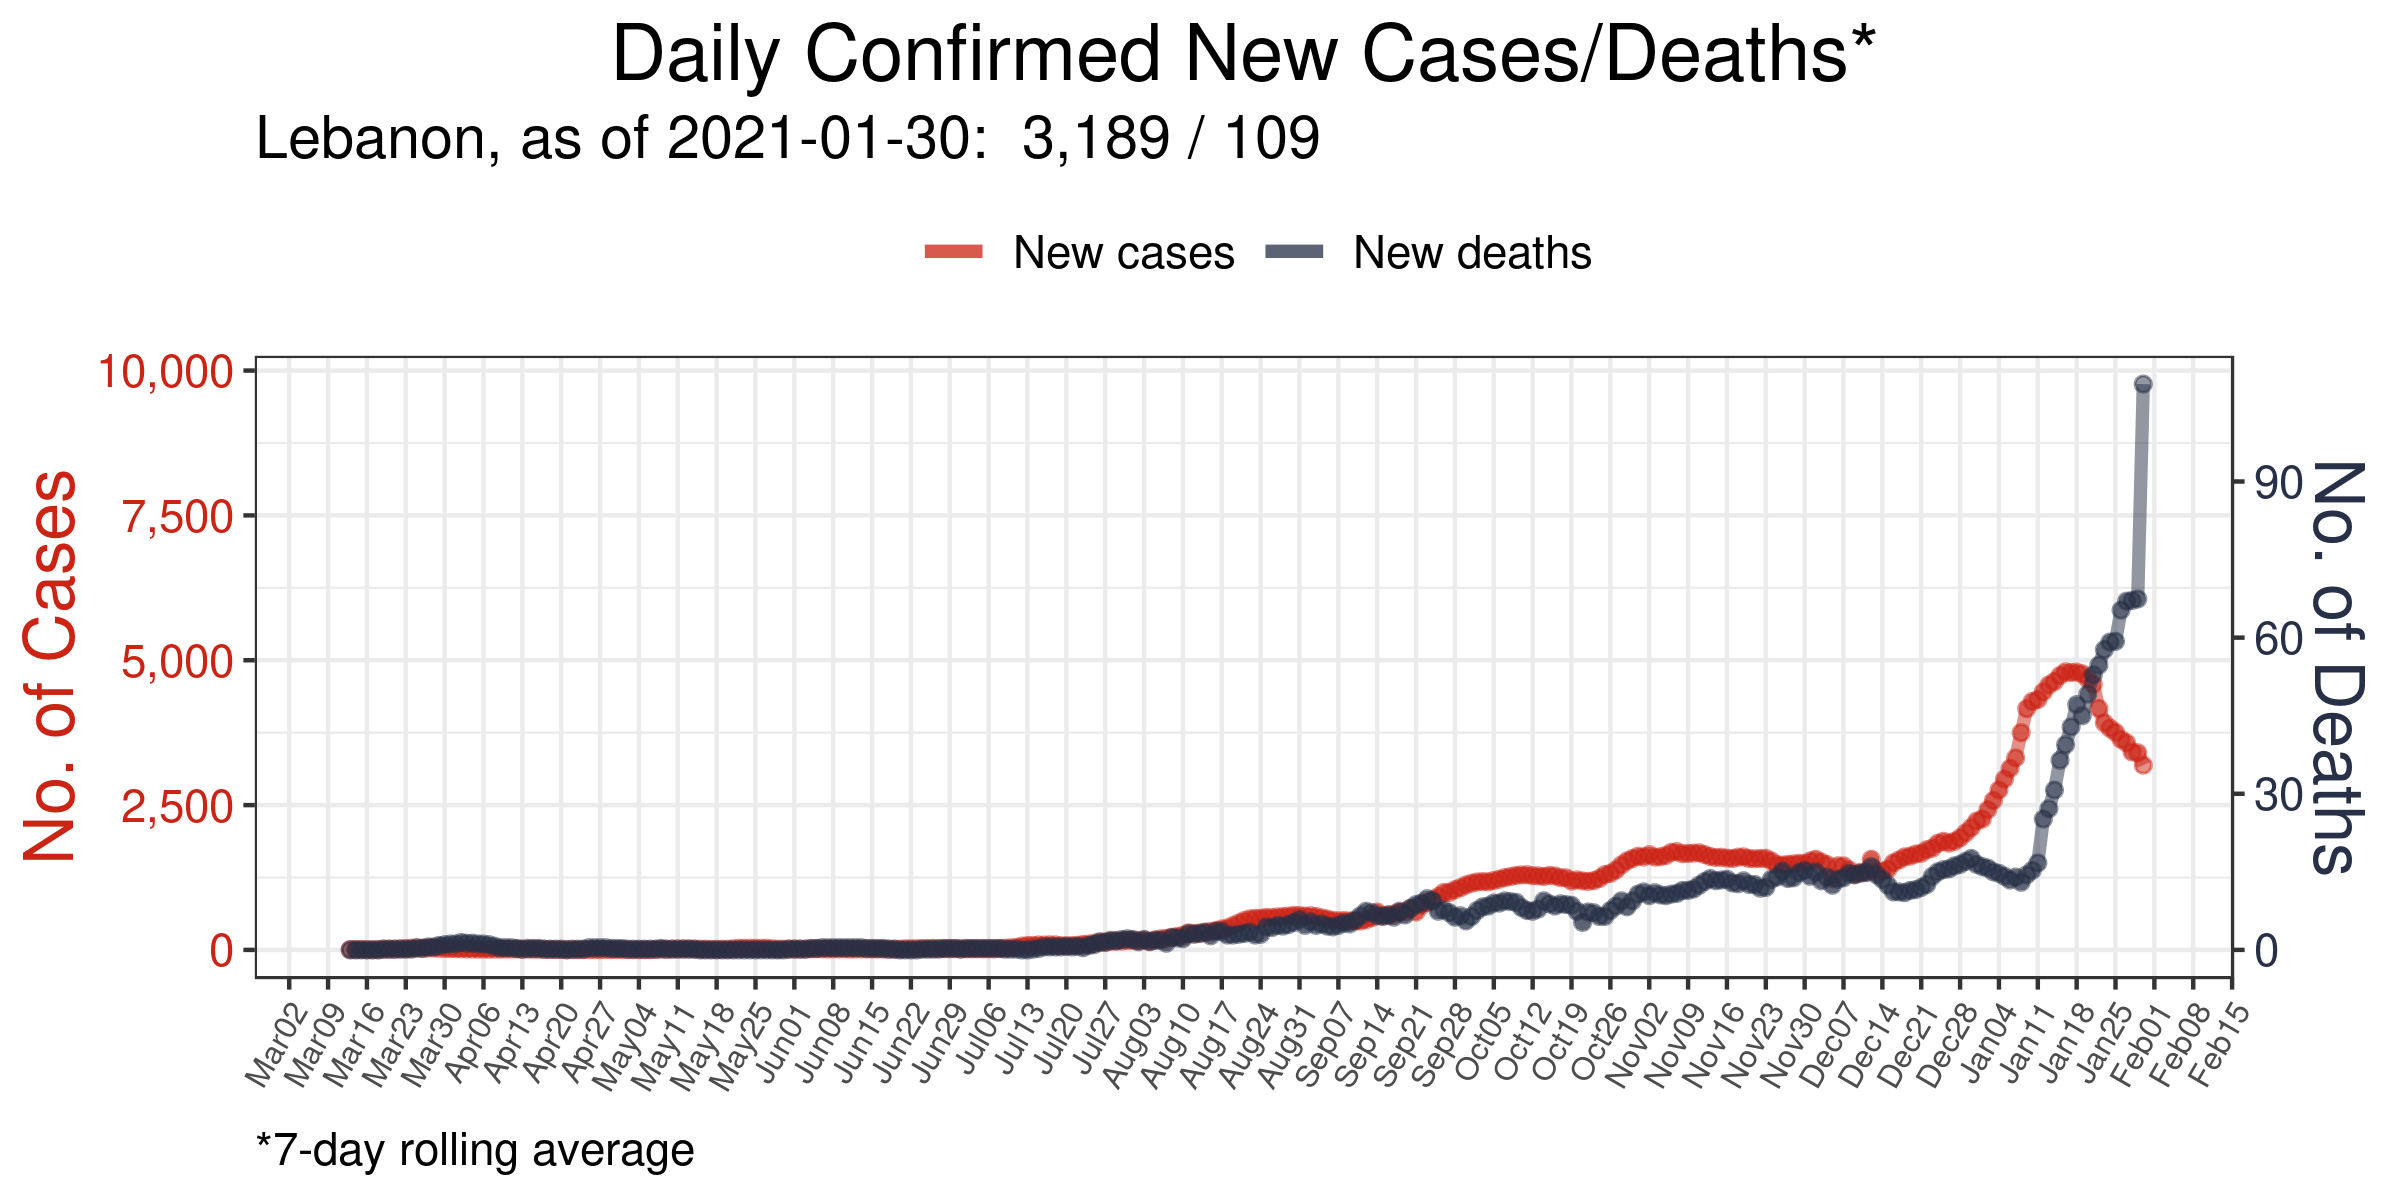 Daily Confirmed New Cases/Deaths*
Lebanon, as of 2021-01-30:  3,189 / 109
New cases
New deaths
No. of Cases
10,000
7,500
5,000
2,500
0
90
60
30
0
No. of Deaths
Mar02
Mar09
Mar16
Mar23
Mar30
Apr06
Apr13
Apr20
Apr27
May04
May11
May18
May25
Jun01
Jun08
Jun15
Jun22
Jun29
Jul06
Jul13
Jul20
Jul27
Aug03
Aug10
Aug17
Aug24
Aug31
Sep07
Sep14
Sep21
Sep28
Oct05
Oct12
Oct19
Oct26
Nov02
Nov09
Nov16
Nov23
Nov30
Dec07
Dec14
Dec21
Dec28
Jan04
Jan11
Jan18
Jan25
Feb01
Feb08
Feb15
*7-day rolling average